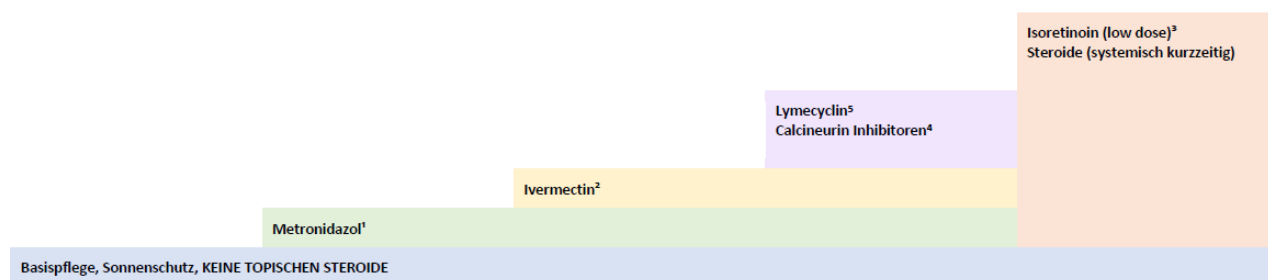 Isoretinoin (low dose)³
Steroide (systemisch kurzzeitig)
Lymecyclin⁵
Calcineurin Inhibitoren⁴
Ivermectin²
Metronidazol¹
Basispflege, Sonnenschutz, KEINE TOPISCHEN STEROIDE